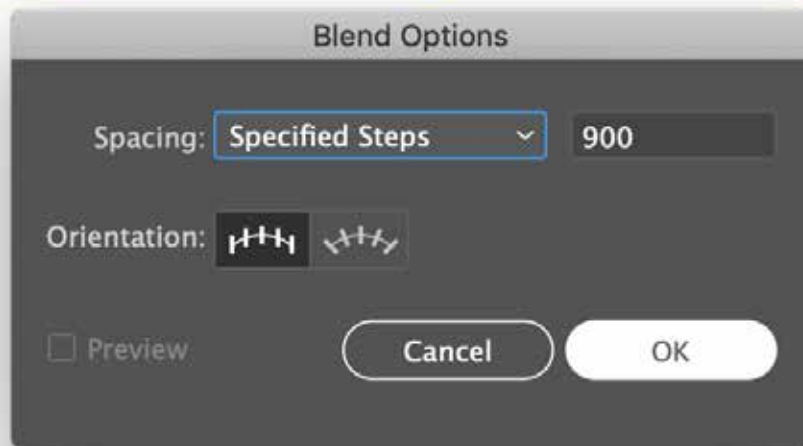 Blend Options
Spacing: Specified Steps 900
Orientation:
Preview Cancel OK